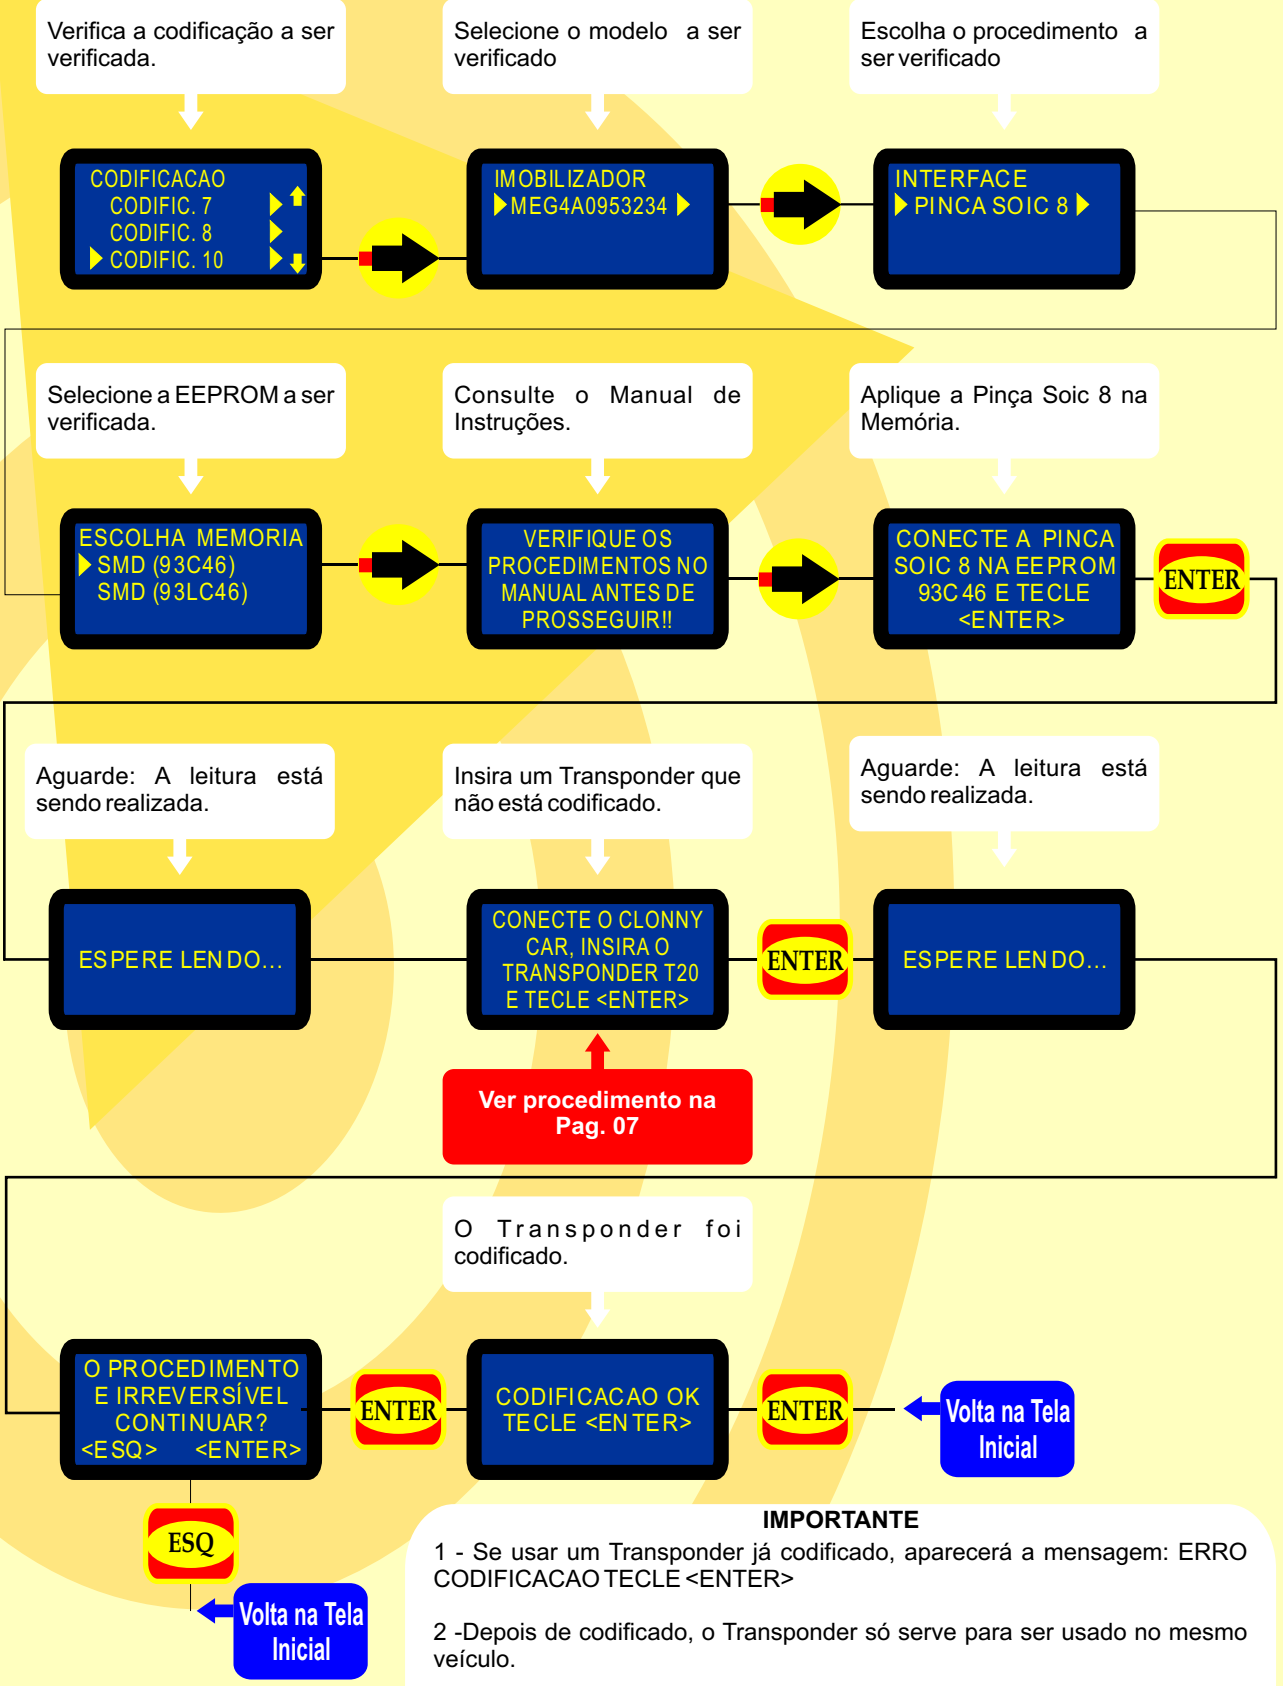 Verifica a codificação a ser
verificada.
Selecione o modelo a ser
verificado
Escolha o procedimento a
ser verificado
CODIFICACAO
CODIFIC. 7
CODIFIC. 8
CODIFIC. 10
IMOBILIZADOR
MEG4A0953234
INTERFACE
PINCA SOIC 8
Selecione a EEPROM a ser
verificada.
Consulte o Manual de
Instruções.
Aplique a Pinça Soic 8 na
Memória.
ESCOLHA MEMORIA
SMD (93C46)
SMD (93LC46)
VERIFIQUE OS
PROCEDIMENTOS NO
MANUAL ANTES DE
PROSSEGUIR!!
CONECTE A PINCA
SOIC 8 NA EEPROM
93C46 E TECLE
<ENTER>
ENTER
Aguarde: A leitura está
sendo realizada.
Insira um Transponder que
não está codificado.
Aguarde: A leitura está
sendo realizada.
ESPERE LENDO...
CONECTE O CLONNY
CAR, INSIRA O
TRANSPONDER T20
E TECLE <ENTER>
ENTER
ESPERE LENDO...
Ver procedimento na
Pag. 07
O Transponder foi
codificado.
O PROCEDIMENTO
E IRREVERSÍVEL
CONTINUAR?
<ESQ> <ENTER>
ENTER
CODIFICACAO OK
TECLE <ENTER>
ENTER
Volta na Tela
Inicial
ESQ
Volta na Tela
Inicial
IMPORTANTE
1 - Se usar um Transponder já codificado, aparecerá a mensagem: ERRO
CODIFICACAO TECLE <ENTER>
2 -Depois de codificado, o Transponder só serve para ser usado no mesmo
veículo.